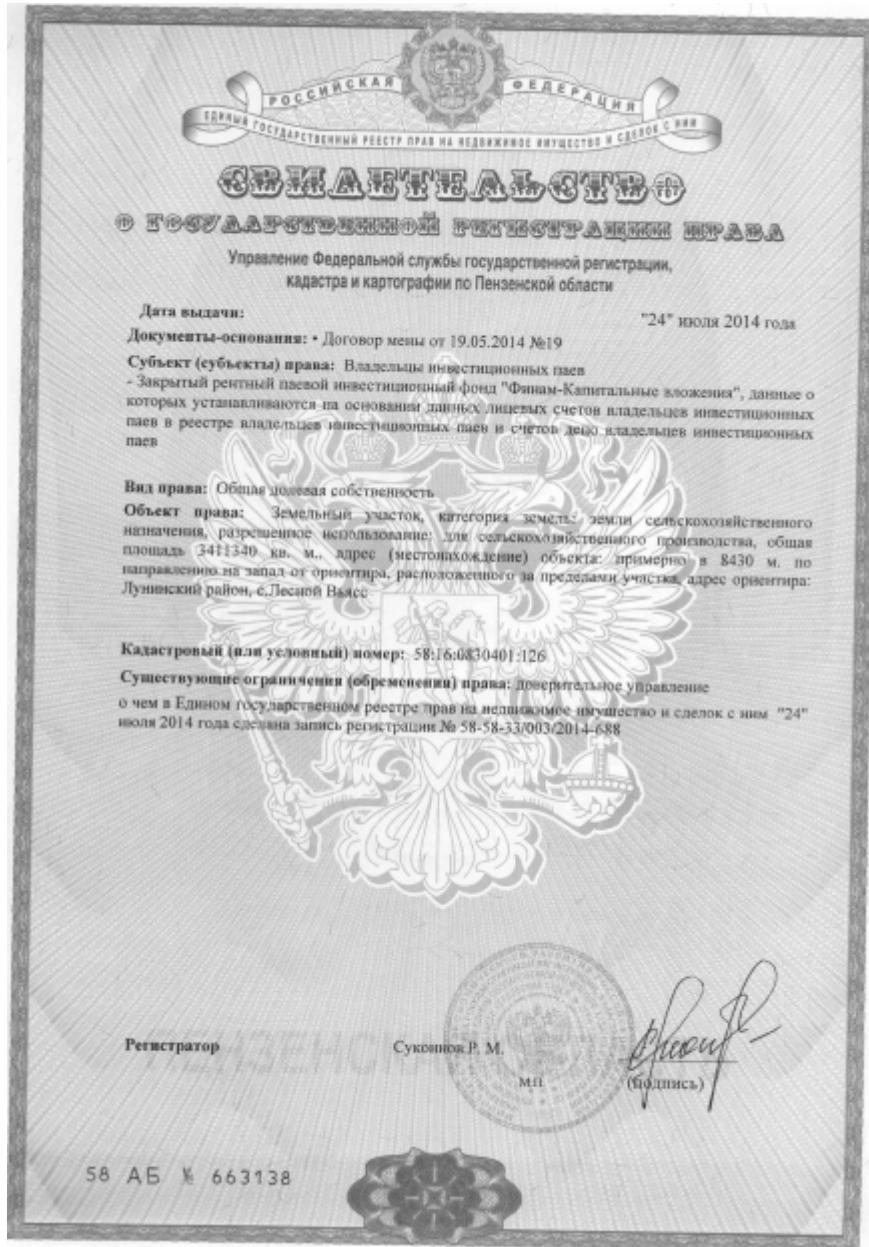 РОССИЙСКАЯ ФЕДЕРАЦИЯ
ЕДИНЫЙ ГОСУДАРСТВЕННЫЙ РЕЕСТР ПРАВ НА НЕДВИЖИМОЕ ИМУЩЕСТВО И СДЕЛОК С НИМ
СВИДЕТЕЛЬСТВО
О ГОСУДАРСТВЕННОЙ РЕГИСТРАЦИИ ПРАВА
Управление Федеральной службы государственной регистрации,
кадастра и картографии по Пензенской области
Дата выдачи: "24" июля 2014 года
Документы-основания: • Договор мены от 19.05.2014 №19
Субъект (субъекты) права: Владельцы инвестиционных паев
- Закрытый рентный паевой инвестиционный фонд "Финам-Капитальные вложения", данные о
которых устанавливаются на основании данных лицевых счетов владельцев инвестиционных
паев в реестре владельцев инвестиционных паев и счетов депо владельцев инвестиционных
паев
Вид права: Общая долевая собственность
Объект права: Земельный участок, категория земель: земли сельскохозяйственного
назначения, разрешенное использование: для сельскохозяйственного производства, общая
площадь 3411340 кв. м., адрес (местонахождение) объекта: примерно в 8430 м. по
направлению на запад от ориентира, расположенного за пределами участка, адрес ориентира:
Лунинский район, с.Лесной Вьясс
Кадастровый (или условный) номер: 58:16:0830401:126
Существующие ограничения (обременения) права: доверительное управление
о чем в Едином государственном реестре прав на недвижимое имущество и сделок с ним "24"
июля 2014 года сделана запись регистрации № 58-58-33/003/2014-688
Регистратор Суконнов Р. М.
М.П. (подпись)
58 АБ № 663138